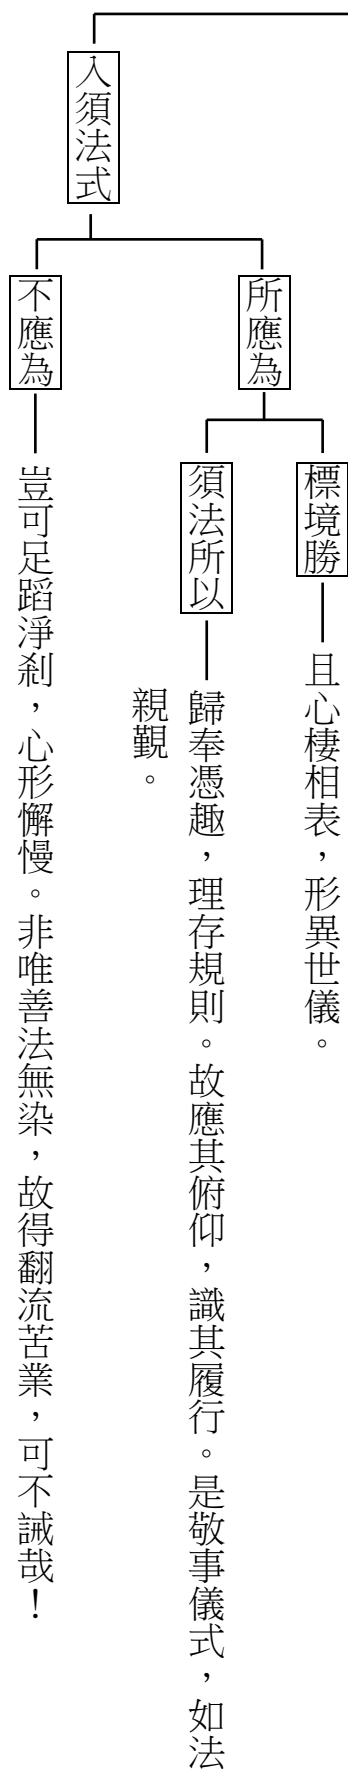 入須法式
所應為
標境勝
且心棲相表，形異世儀。
須法所以
歸奉憑趣，理存規則。故應其俯仰，識其履行。是敬事儀式，如法
親覲。
不應為
豈可足蹈淨剎，心形懈慢。非唯善法無染，故得翻流苦業，可不誡哉！